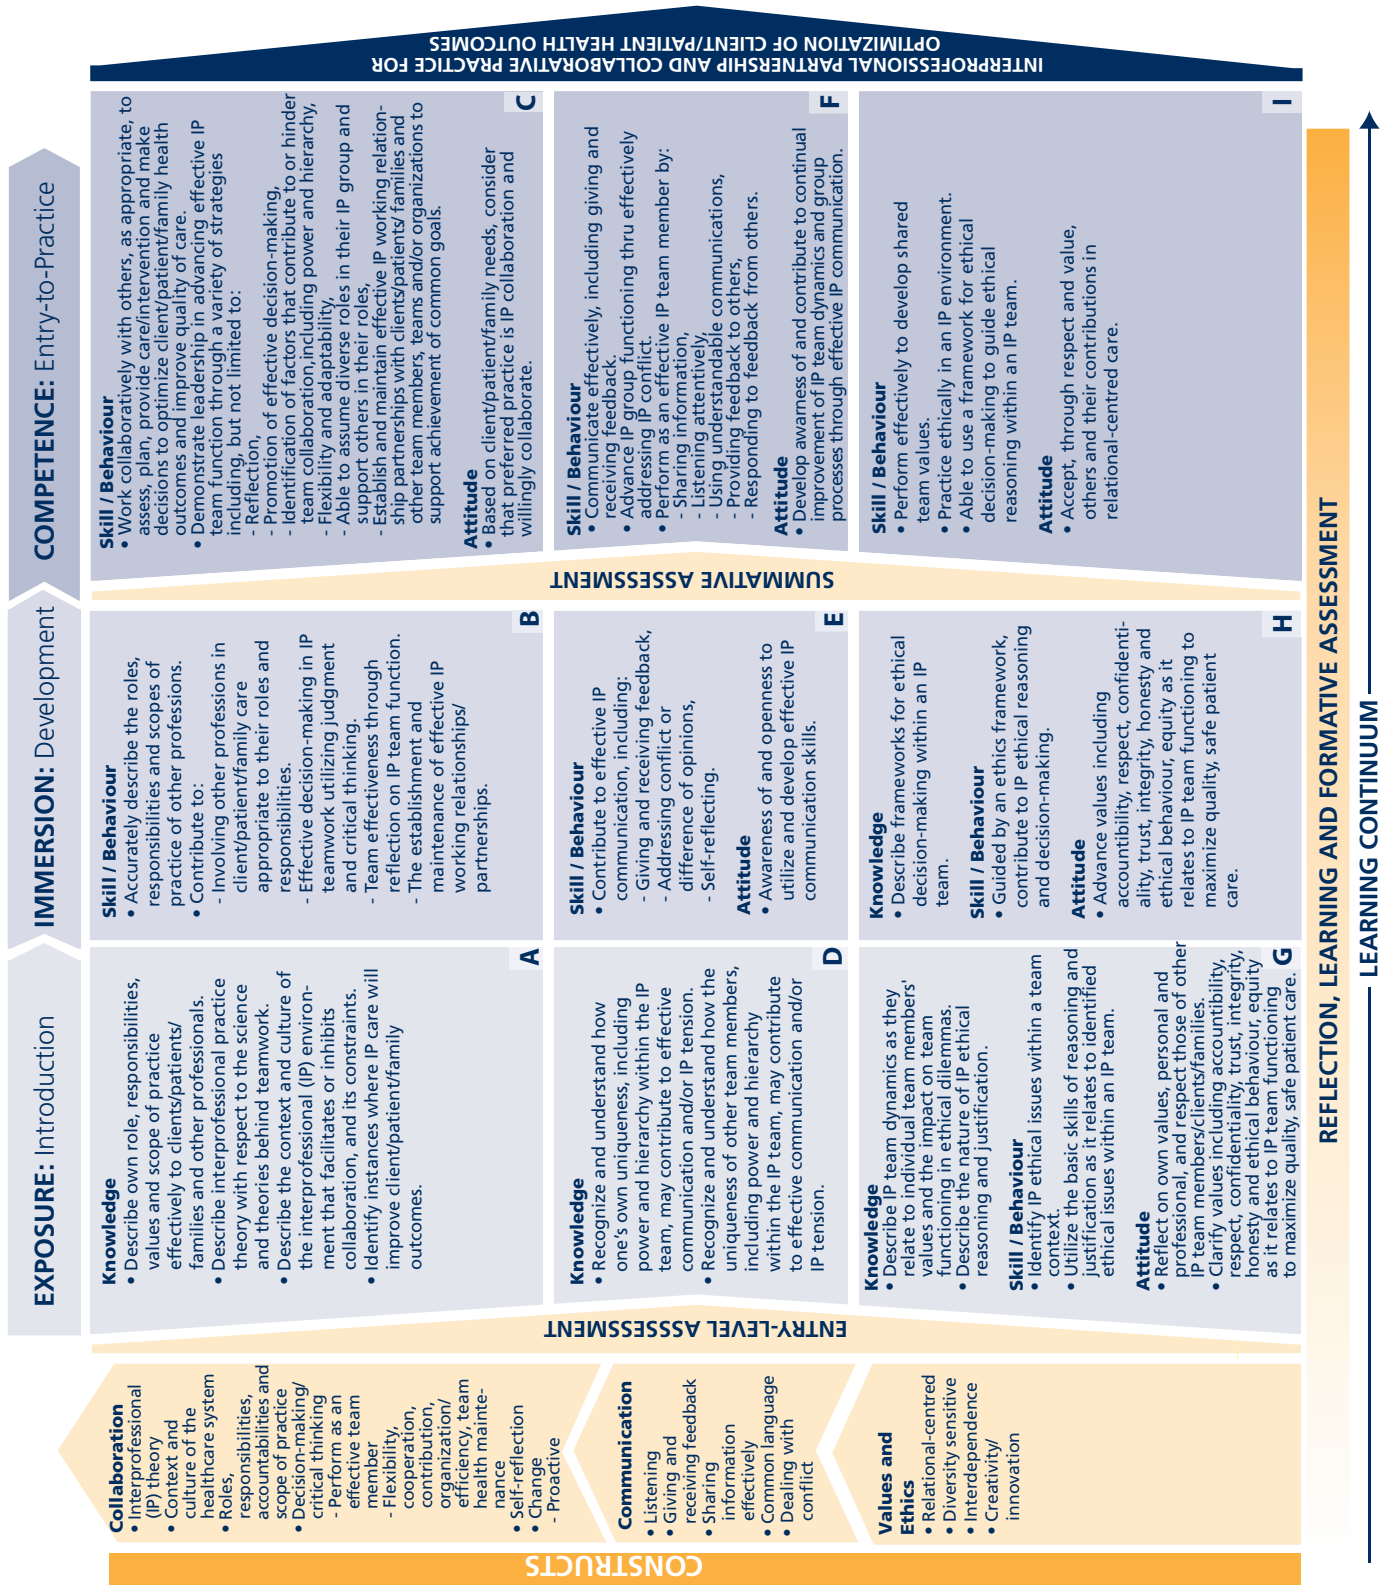 EXPOSURE: Introduction
IMMERSION: Development
COMPETENCE: Entry-to-Practice
CONSTRUCTS
Collaboration
• Interprofessional
(IP) theory
• Context and
culture of the
healthcare system
• Roles,
responsibilities,
accountabilities and
scope of practice
• Decision-making/
critical thinking
- Perform as an
effective team
member
- Flexibility,
cooperation,
contribution,
organization/
efficiency, team
health mainte-
nance
• Self-reflection
• Change
- Proactive
Communication
• Listening
• Giving and
receiving feedback
• Sharing
information
effectively
• Common language
• Dealing with
conflict
Values and
Ethics
• Relational-centred
• Diversity sensitive
• Interdependence
• Creativity/
innovation
ENTRY-LEVEL ASSSESSMENT
Knowledge
• Describe own role, responsibilities,
values and scope of practice
effectively to clients/patients/
families and other professionals.
• Describe interprofessional practice
theory with respect to the science
and theories behind teamwork.
• Describe the context and culture of
the interprofessional (IP) environ-
ment that facilitates or inhibits
collaboration, and its constraints.
• Identify instances where IP care will
improve client/patient/family
outcomes.
A
Knowledge
• Recognize and understand how
one's own uniqueness, including
power and hierarchy within the IP
team, may contribute to effective
communication and/or IP tension.
• Recognize and understand how the
uniqueness of other team members,
including power and hierarchy
within the IP team, may contribute
to effective communication and/or
IP tension.
D
Knowledge
• Describe IP team dynamics as they
relate to individual team members'
values and the impact on team
functioning in ethical dilemmas.
• Describe the nature of IP ethical
reasoning and justification.
Skill / Behaviour
• Identify IP ethical issues within a team
context.
• Utilize the basic skills of reasoning and
justification as it relates to identified
ethical issues within an IP team.
Attitude
• Reflect on own values, personal and
professional, and respect those of other
IP team members/clients/families.
• Clarify values including accountibility,
respect, confidentiality, trust, integrity,
honesty and ethical behaviour, equity
as it relates to IP team functioning
to maximize quality, safe patient care.
G
Skill / Behaviour
• Accurately describe the roles,
responsibilities and scopes of
practice of other professions.
• Contribute to:
- Involving other professions in
client/patient/family care
appropriate to their roles and
responsibilities.
- Effective decision-making in IP
teamwork utilizing judgment
and critical thinking.
- Team effectiveness through
reflection on IP team function.
- The establishment and
maintenance of effective IP
working relationships/
partnerships.
B
Skill / Behaviour
• Contribute to effective IP
communication, including:
- Giving and receiving feedback,
- Addressing conflict or
difference of opinions,
- Self-reflecting.
Attitude
• Awareness of and openness to
utilize and develop effective IP
communication skills.
E
Knowledge
• Describe frameworks for ethical
decision-making within an IP
team.
Skill / Behaviour
• Guided by an ethics framework,
contribute to IP ethical reasoning
and decision-making.
Attitude
• Advance values including
accountibility, respect, confidenti-
ality, trust, integrity, honesty and
ethical behaviour, equity as it
relates to IP team functioning to
maximize quality, safe patient
care.
H
SUMMATIVE ASSESSMENT
Skill / Behaviour
• Work collaboratively with others, as appropriate, to
assess, plan, provide care/intervention and make
decisions to optimize client/patient/family health
outcomes and improve quality of care.
• Demonstrate leadership in advancing effective IP
team function through a variety of strategies
including, but not limited to:
- Reflection,
- Promotion of effective decision-making,
- Identification of factors that contribute to or hinder
team collaboration,including power and hierarchy,
- Flexibility and adaptability,
- Able to assume diverse roles in their IP group and
support others in their roles,
- Establish and maintain effective IP working relation-
ship partnerships with clients/patients/ families and
other team members, teams and/or organizations to
support achievement of common goals.
Attitude
• Based on client/patient/family needs, consider
that preferred practice is IP collaboration and
willingly collaborate.
C
Skill / Behaviour
• Communicate effectively, including giving and
receiving feedback.
• Advance IP group functioning thru effectively
addressing IP conflict.
• Perform as an effective IP team member by:
- Sharing information,
- Listening attentively,
- Using understandable communications,
- Providing feedback to others,
- Responding to feedback from others.
Attitude
• Develop awareness of and contribute to continual
improvement of IP team dynamics and group
processes through effective IP communication.
F
Skill / Behaviour
• Perform effectively to develop shared
team values.
• Practice ethically in an IP environment.
• Able to use a framework for ethical
decision-making to guide ethical
reasoning within an IP team.
Attitude
• Accept, through respect and value,
others and their contributions in
relational-centred care.
I
INTERPROFESSIONAL PARTNERSHIP AND COLLABORATIVE PRACTICE FOR
OPTIMIZATION OF CLIENT/PATIENT HEALTH OUTCOMES
REFLECTION, LEARNING AND FORMATIVE ASSESSMENT
LEARNING CONTINUUM